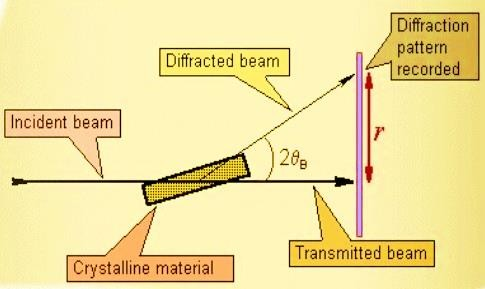 Diffraction
pattern
recorded
Diffracted beam
Incident beam
r
2θB
Transmitted beam
Crystalline material